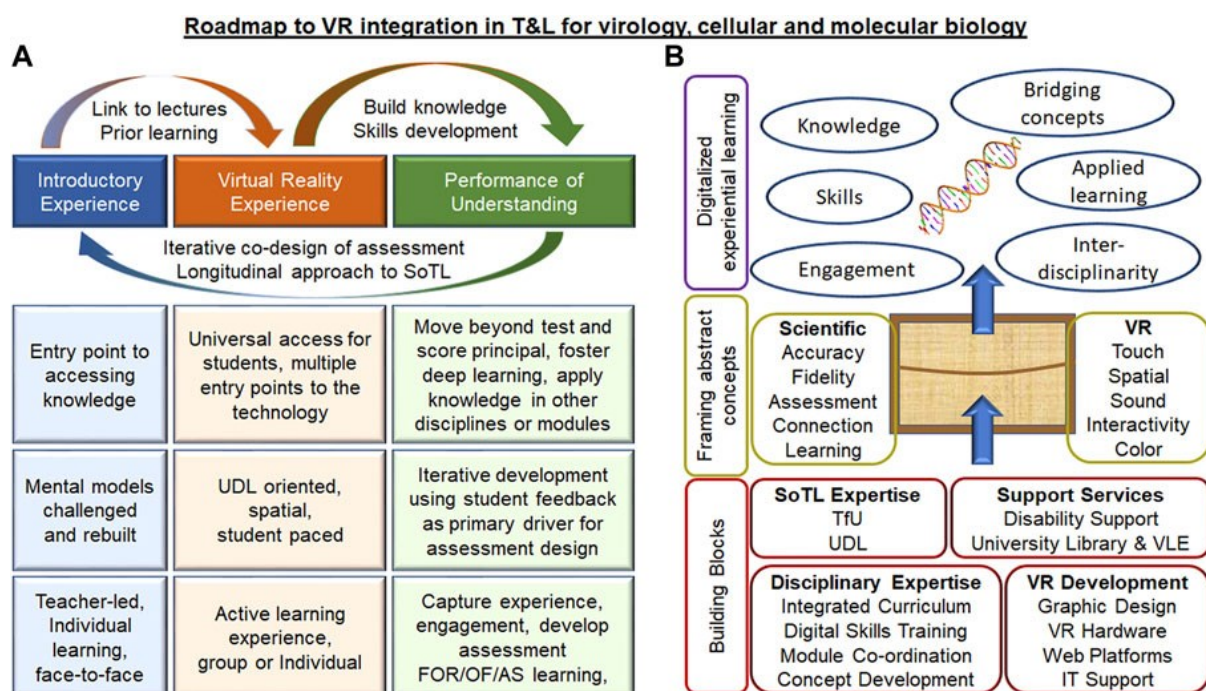 Roadmap to VR integration in T&L for virology, cellular and molecular biology
A
Link to lectures
Prior learning
Build knowledge
Skills development
Introductory
Experience
Virtual Reality
Experience
Performance of
Understanding
Iterative co-design of assessment
Longitudinal approach to SoTL
Entry point to
accessing
knowledge
Universal access for
students, multiple
entry points to the
technology
Move beyond test and
score principal, foster
deep learning, apply
knowledge in other
disciplines or modules
Mental models
challenged
and rebuilt
UDL oriented,
spatial,
student paced
Iterative development
using student feedback
as primary driver for
assessment design
Teacher-led,
Individual
learning,
face-to-face
Active learning
experience,
group or Individual
Capture experience,
engagement, develop
assessment
FOR/OF/AS learning,
B
Digitalized
experiential learning
Knowledge
Bridging
concepts
Skills
Applied
learning
Engagement
Inter-
disciplinarity
Framing abstract
concepts
Scientific
Accuracy
Fidelity
Assessment
Connection
Learning
VR
Touch
Spatial
Sound
Interactivity
Color
Building Blocks
SoTL Expertise
TfU
UDL
Support Services
Disability Support
University Library & VLE
Disciplinary Expertise
Integrated Curriculum
Digital Skills Training
Module Co-ordination
Concept Development
VR Development
Graphic Design
VR Hardware
Web Platforms
IT Support